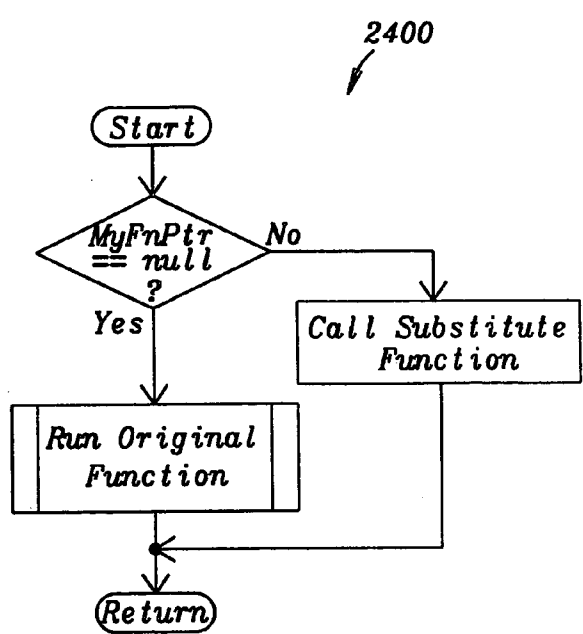 2400
Start
MyFnPtr
== null
?
No
Yes
Call Substitute
Function
Run Original
Function
Return